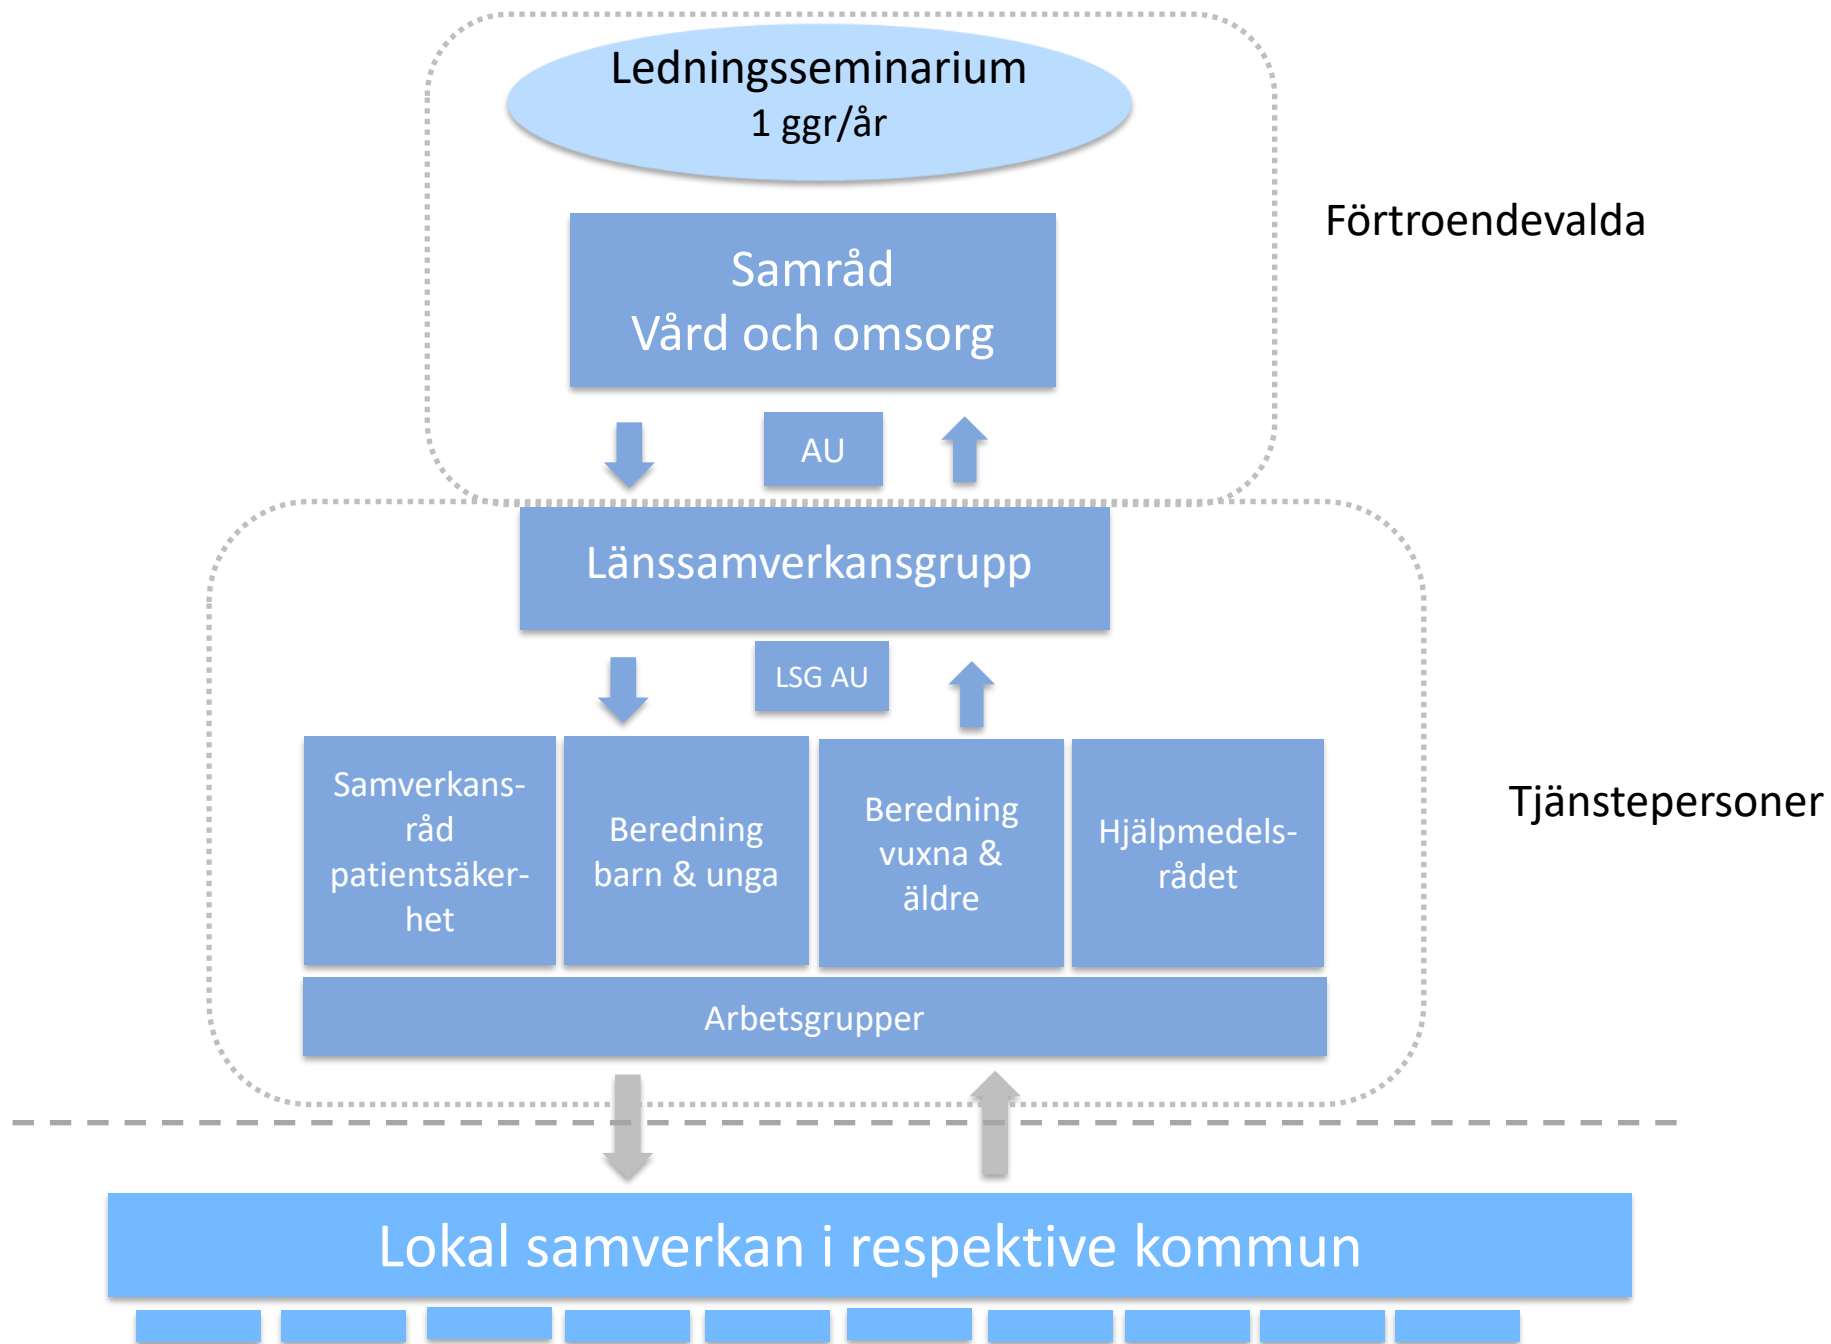 Ledningsseminarium
1 ggr/år
Förtroendevalda
Samråd
Vård och omsorg
AU
Länssamverkansgrupp
LSG AU
Samverkans-
råd
patientsäker-
het
Beredning
barn & unga
Beredning
vuxna &
äldre
Hjälpmedels-
rådet
Tjänstepersoner
Arbetsgrupper
Lokal samverkan i respektive kommun